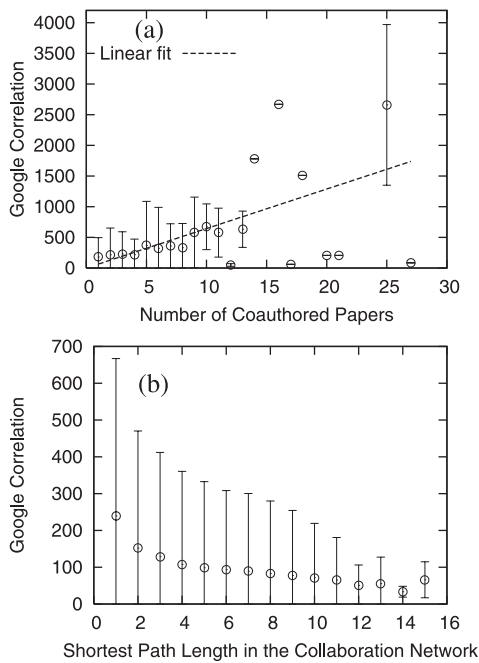 4000
(a)
3500
Linear fit
3000
2500
2000
1500
1000
500
0
0 5 10 15 20 25 30
Google Correlation
Number of Coauthored Papers
700
(b)
600
500
400
300
200
100
0
0 2 4 6 8 10 12 14 16
Google Correlation
Shortest Path Length in the Collaboration Network